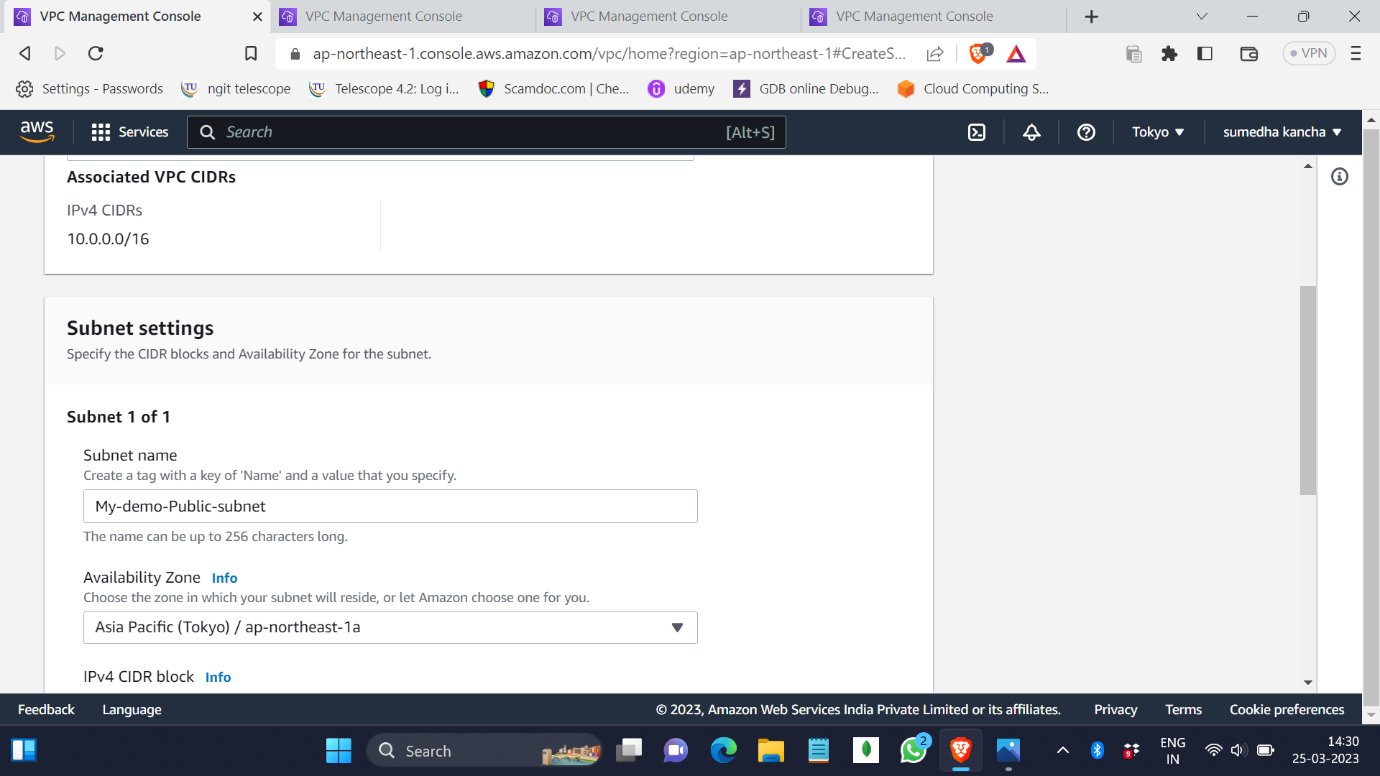 VPC Management Console
VPC Management Console
VPC Management Console
VPC Management Console
ap-northeast-1.console.aws.amazon.com/vpc/home?region=ap-northeast-1#CreateS...
1
VPN
Settings - Passwords
TU
ngit telescope
TU
Telescope 4.2: Log i...
Scamdoc.com | Che...
udemy
GDB online Debug...
Cloud Computing S...
aws
Services
Search
[Alt+S]
Tokyo
sumedha kancha
Associated VPC CIDRs
IPv4 CIDRs
10.0.0.0/16
Subnet settings
Specify the CIDR blocks and Availability Zone for the subnet.
Subnet 1 of 1
Subnet name
Create a tag with a key of 'Name' and a value that you specify.
My-demo-Public-subnet
The name can be up to 256 characters long.
Availability Zone Info
Choose the zone in which your subnet will reside, or let Amazon choose one for you.
Asia Pacific (Tokyo) / ap-northeast-1a
IPv4 CIDR block Info
Feedback
Language
© 2023, Amazon Web Services India Private Limited or its affiliates.
Privacy
Terms
Cookie preferences
Search
2
9
ENG
IN
14:30
25-03-2023